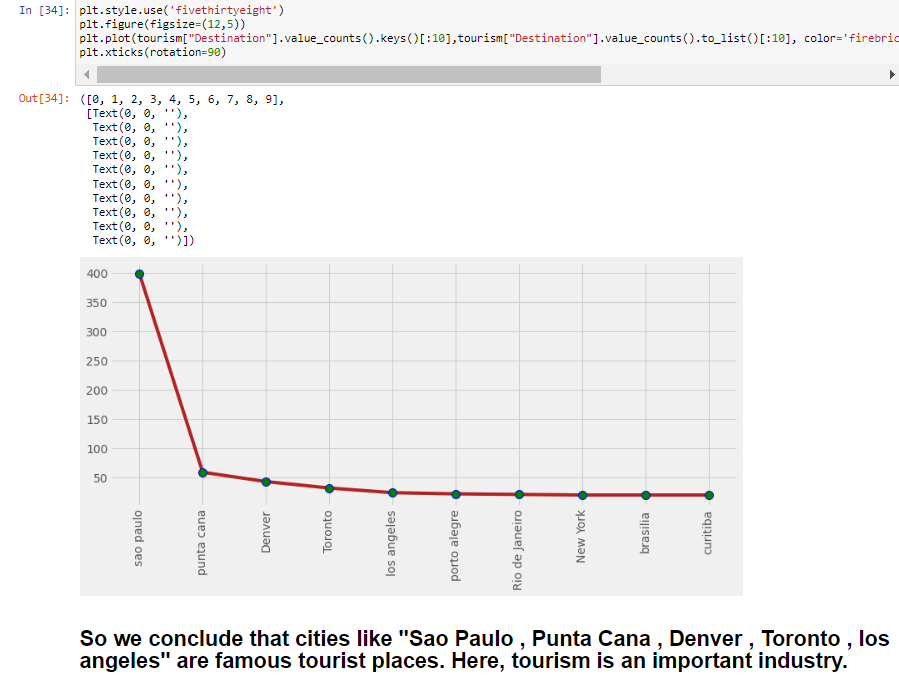 In [34]: plt.style.use('fivethirtyeight')
plt.figure(figsize=(12,5))
plt.plot(tourism["Destination"].value_counts().keys()[:10],tourism["Destination"].value_counts().to_list()[:10], color='firebric
plt.xticks(rotation=90)
Out[34]: ([0, 1, 2, 3, 4, 5, 6, 7, 8, 9],
[Text(0, 0, ''),
Text(0, 0, ''),
Text(0, 0, ''),
Text(0, 0, ''),
Text(0, 0, ''),
Text(0, 0, ''),
Text(0, 0, ''),
Text(0, 0, ''),
Text(0, 0, ''),
Text(0, 0, '')])
400
350
300
250
200
150
100
50
sao paulo
punta cana
Denver
Toronto
los angeles
porto alegre
Rio de Janeiro
New York
brasilia
curitiba
So we conclude that cities like "Sao Paulo , Punta Cana , Denver , Toronto , los
angeles" are famous tourist places. Here, tourism is an important industry.